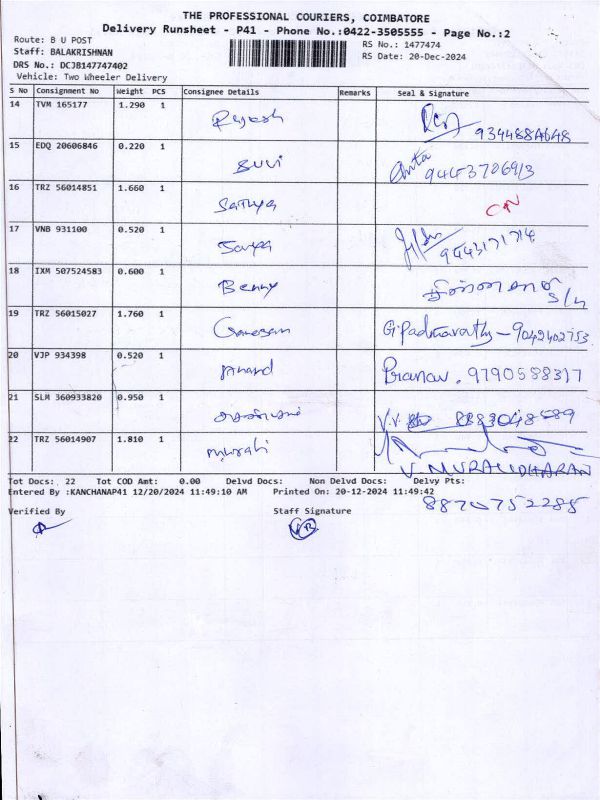 THE PROFESSIONAL COURIERS, COIMBATORE
Delivery Runsheet - P41 - Phone No.:0422-3505555 - Page No.:2
Route: B U POST
RS No.: 1477474
Staff: BALAKRISHNAN
RS Date: 20-Dec-2024
DRS No.: DCJB147747402
Vehicle: Two Wheeler Delivery
S No Consignment No Weight PCS Consignee Details Remarks Seal & Signature
14 TVM 165177 1.290 1 Rajesh
15 EDQ 20606846 0.220 1 Suvi Anita
16 TRZ 56014851 1.660 1 Sathya
17 VNB 931100 0.520 1 9443171714
18 IXM 507524583 0.600 1 Benny
19 TRZ 56015027 1.760 1 Ganesan G.Padmavathy - 9042402753
20 VJP 934398 0.520 1 Anand Pranav. 9790588317
21 SLM 360933820 0.950 1
22 TRZ 56014907 1.810 1 Murali
V. MURALIDHARAN
Tot Docs: 22 Tot COD Amt: 0.00 Delvd Docs: Non Delvd Docs: Delvy Pts:
Entered By :KANCHANAP41 12/20/2024 11:49:10 AM Printed On: 20-12-2024 11:49:42
8870752285
Verified By Staff Signature